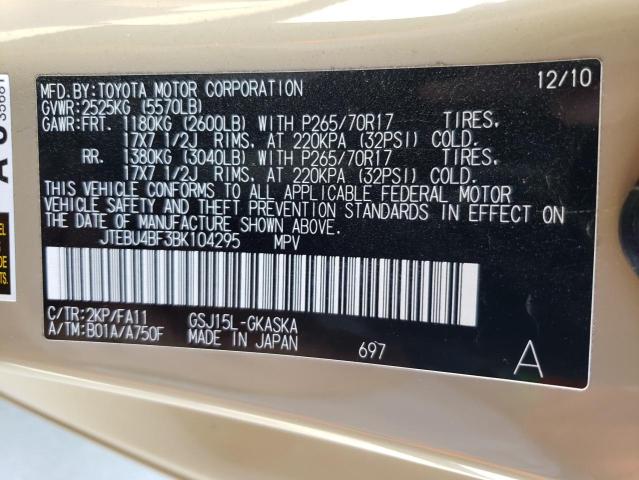 MFD. BY: TOYOTA MOTOR CORPORATION 12/10
GVWR: 2525KG (5570LB)
GAWR: FRT. 1180KG (2600LB) WITH P265/70R17 TIRES,
17X7 1/2J RIMS, AT 220KPA (32PSI) COLD.
RR. 1380KG (3040LB) WITH P265/70R17 TIRES,
17X7 1/2J RIMS, AT 220KPA (32PSI) COLD.
THIS VEHICLE CONFORMS TO ALL APPLICABLE FEDERAL MOTOR
VEHICLE SAFETY AND THEFT PREVENTION STANDARDS IN EFFECT ON
THE DATE OF MANUFACTURE SHOWN ABOVE.
JTEBU4BF3BK104295 MPV
C/TR: 2KP/FA11 GSJ15L-GKASKA
A/TM: B01A/A750F MADE IN JAPAN 697 A
35681